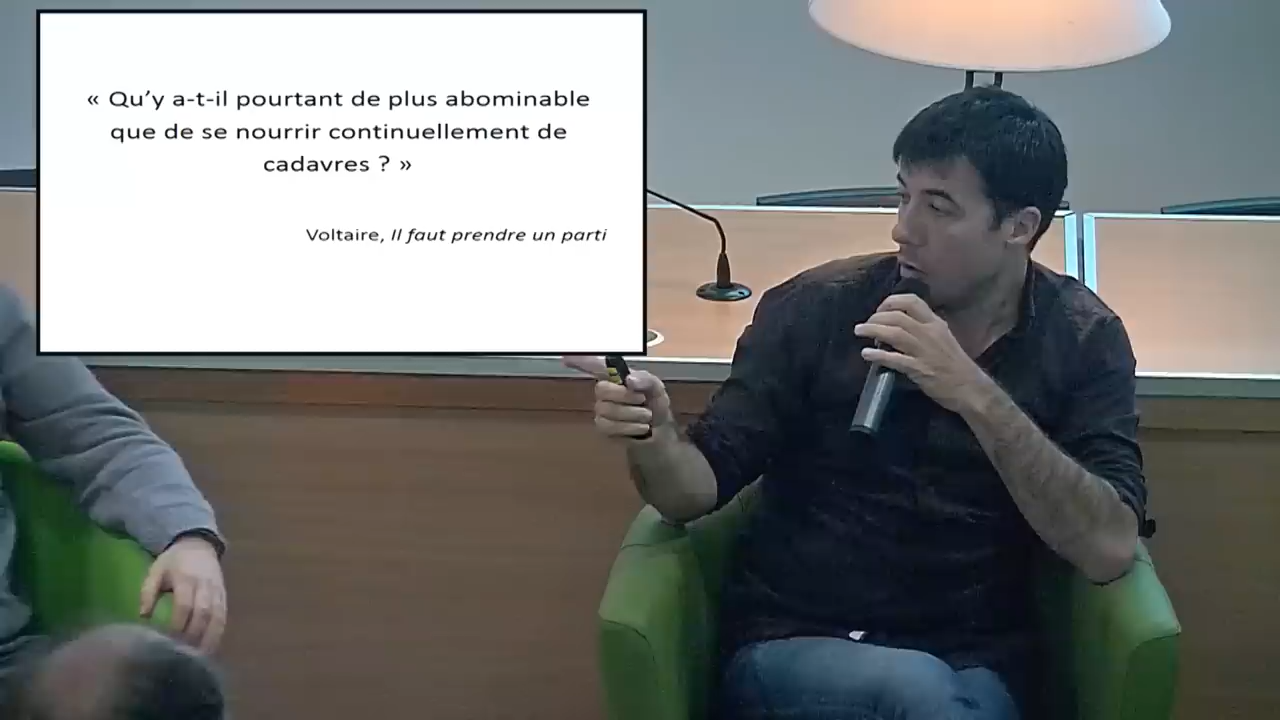 « Qu’y a-t-il pourtant de plus abominable
que de se nourrir continuellement de
cadavres ? »
Voltaire, Il faut prendre un parti